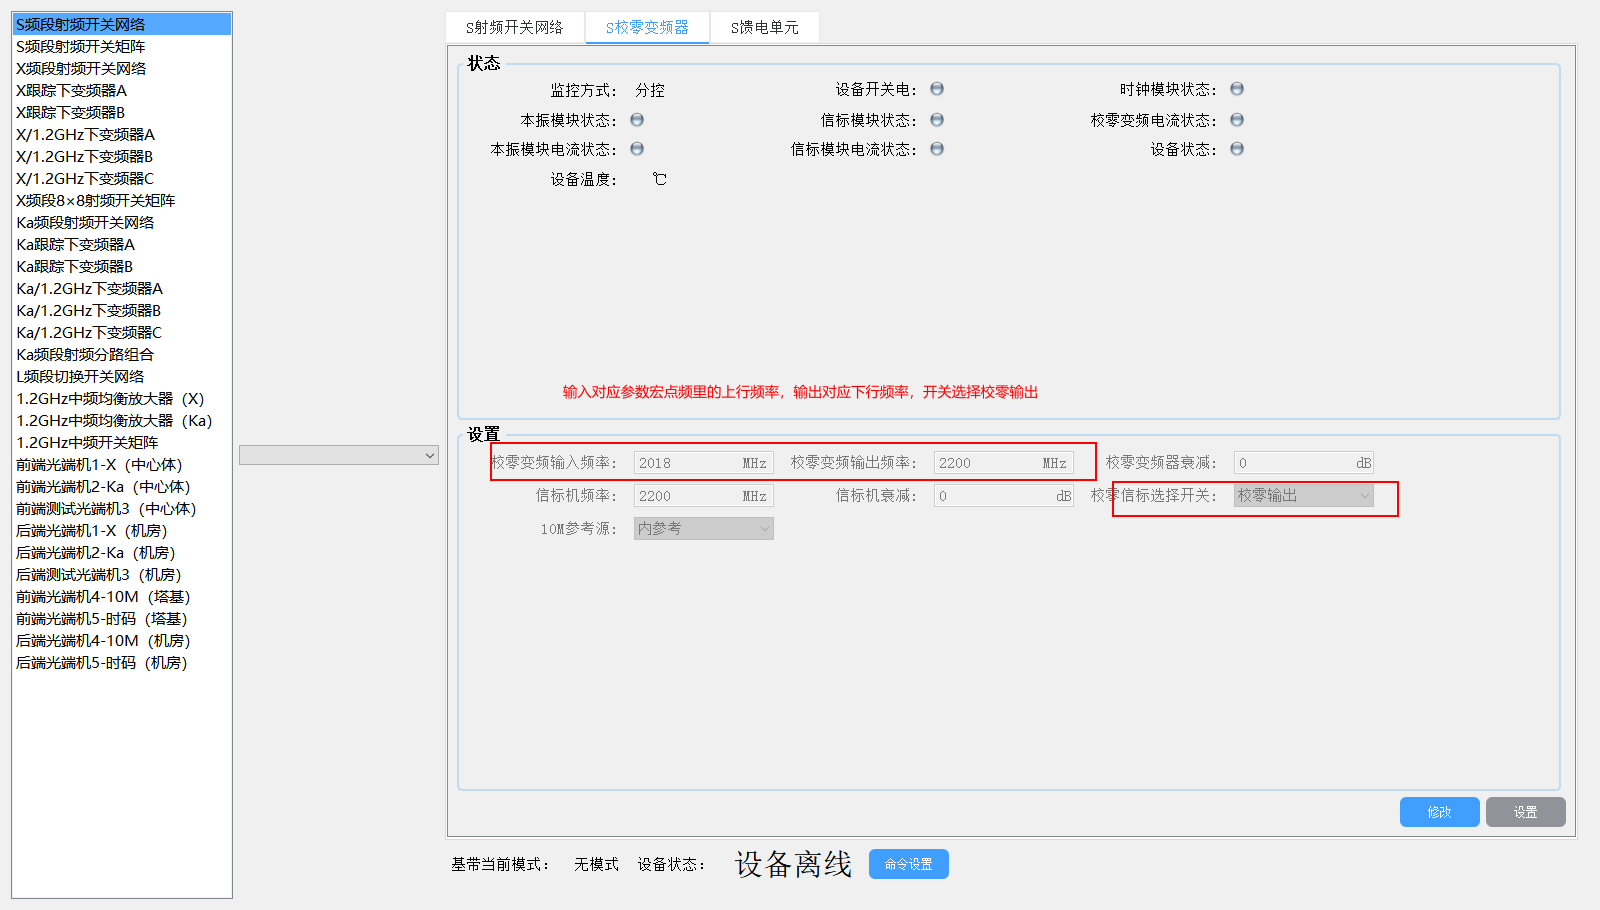 S频段射频开关网络
S频段射频开关矩阵
X频段射频开关网络
X跟踪下变频器A
X跟踪下变频器B
X/1.2GHz下变频器A
X/1.2GHz下变频器B
X/1.2GHz下变频器C
X频段8×8射频开关矩阵
Ka频段射频开关网络
Ka跟踪下变频器A
Ka跟踪下变频器B
Ka/1.2GHz下变频器A
Ka/1.2GHz下变频器B
Ka/1.2GHz下变频器C
Ka频段射频分路组合
L频段切换开关网络
1.2GHz中频均衡放大器（X）
1.2GHz中频均衡放大器（Ka）
1.2GHz中频开关矩阵
前端光端机1-X（中心体）
前端光端机2-Ka（中心体）
前端测试光端机3（中心体）
后端光端机1-X（机房）
后端光端机2-Ka（机房）
后端测试光端机3（机房）
前端光端机4-10M（塔基）
前端光端机5-时码（塔基）
后端光端机4-10M（机房）
后端光端机5-时码（机房）
S射频开关网络 S校零变频器 S馈电单元
状态
监控方式： 分控 设备开关电： 时钟模块状态：
本振模块状态： 信标模块状态： 校零变频电流状态：
本振模块电流状态： 信标模块电流状态： 设备状态：
设备温度： ℃
输入对应参数宏点频里的上行频率，输出对应下行频率，开关选择校零输出
设置
校零变频输入频率： 2018 MHz 校零变频输出频率： 2200 MHz 校零变频器衰减： 0 dB
信标机频率： 2200 MHz 信标机衰减： 0 dB 校零信标选择开关： 校零输出
10M参考源： 内参考
修改 设置
基带当前模式： 无模式 设备状态： 设备离线 命令设置